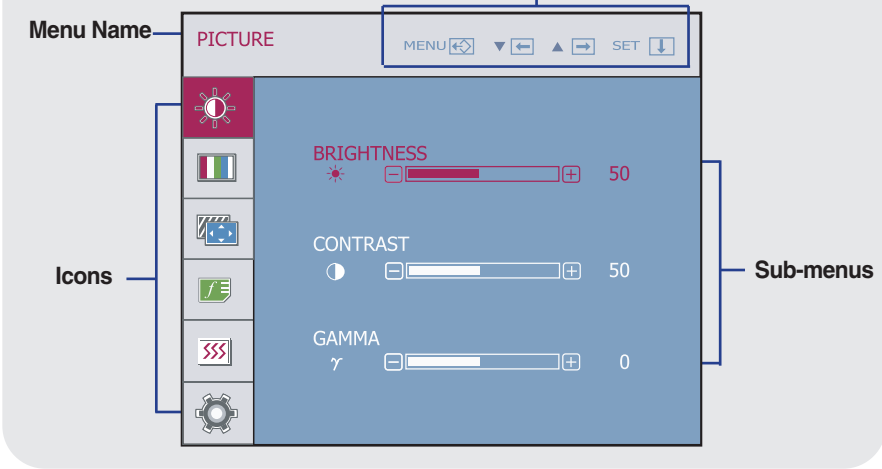 Menu Name
PICTURE
MENU ▼ ▲ SET
BRIGHTNESS
50
CONTRAST
50
Icons
Sub-menus
GAMMA
γ 0